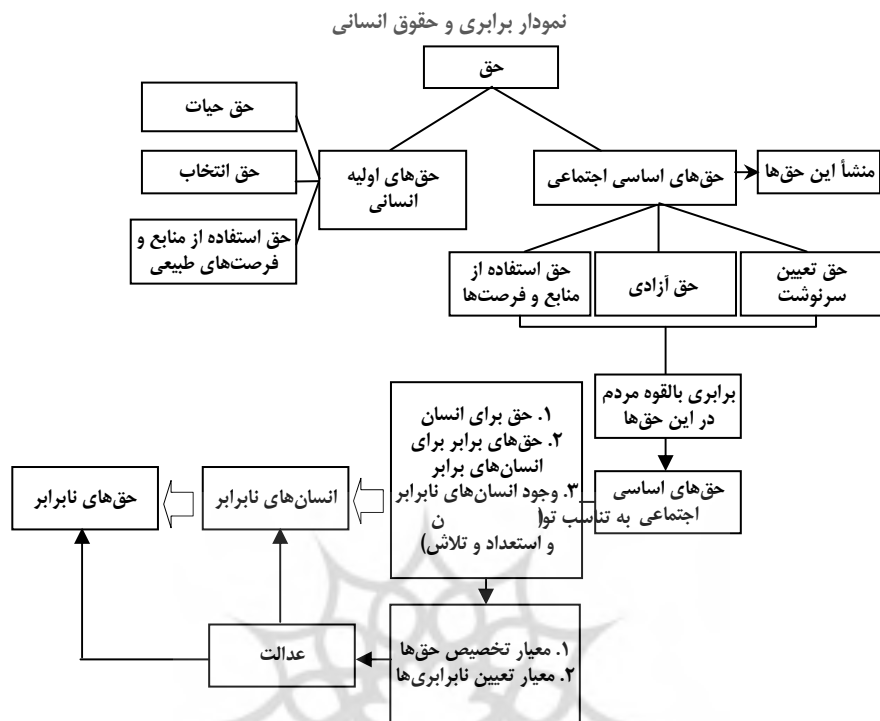 نمودار برابری و حقوق انسانی
حق
حق‌های اساسی اجتماعی
منشأ این حق‌ها
حق‌های اولیه
انسانی
حق حیات
حق انتخاب
حق استفاده از منابع و
فرصت‌های طبیعی
حق تعیین
سرنوشت
حق آزادی
حق استفاده از
منابع و فرصت‌ها
برابری بالقوه مردم
در این حق‌ها
حق‌های اساسی
اجتماعی
۱. حق برای انسان
۲. حق‌های برابر برای
انسان‌های برابر
۳. وجود انسان‌های نابرابر
به تناسب تو( ن
و استعداد و تلاش)
انسان‌های نابرابر
حق‌های نابرابر
۱. معیار تخصیص حق‌ها
۲. معیار تعیین نابرابری‌ها
عدالت